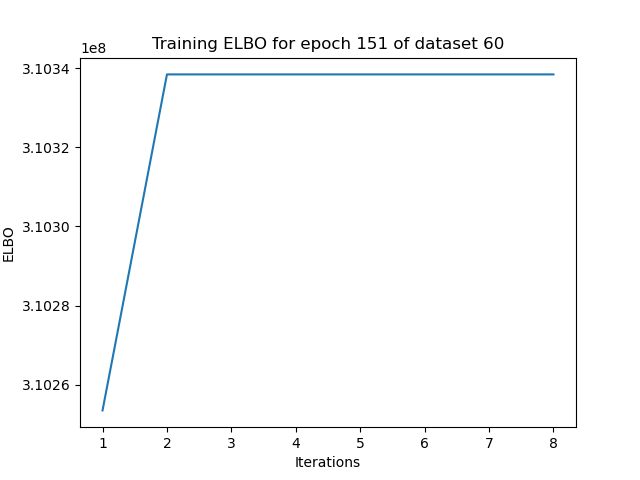 Training ELBO for epoch 151 of dataset 60
1e8
3.1034
3.1032
3.1030
3.1028
3.1026
ELBO
1 2 3 4 5 6 7 8
Iterations